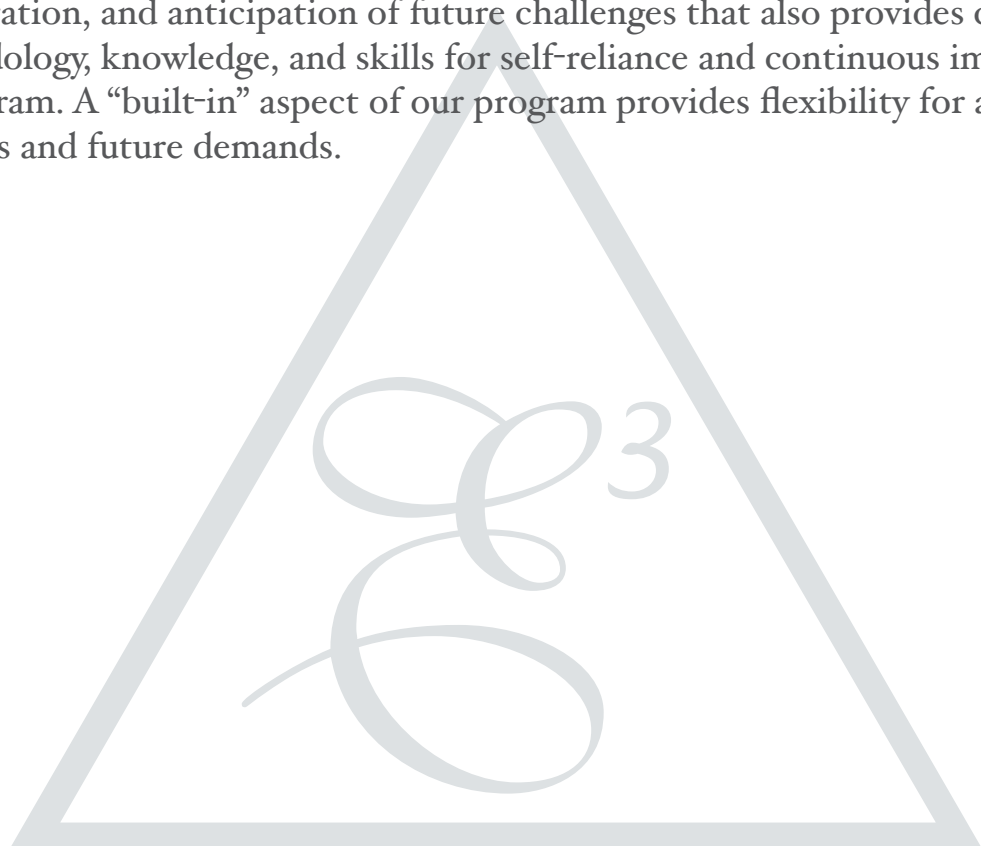 ation, and anticipation of future challenges that also provides
ology, knowledge, and skills for self-reliance and continuous im
ram. A “built-in” aspect of our program provides flexibility for a
s and future demands.
E³